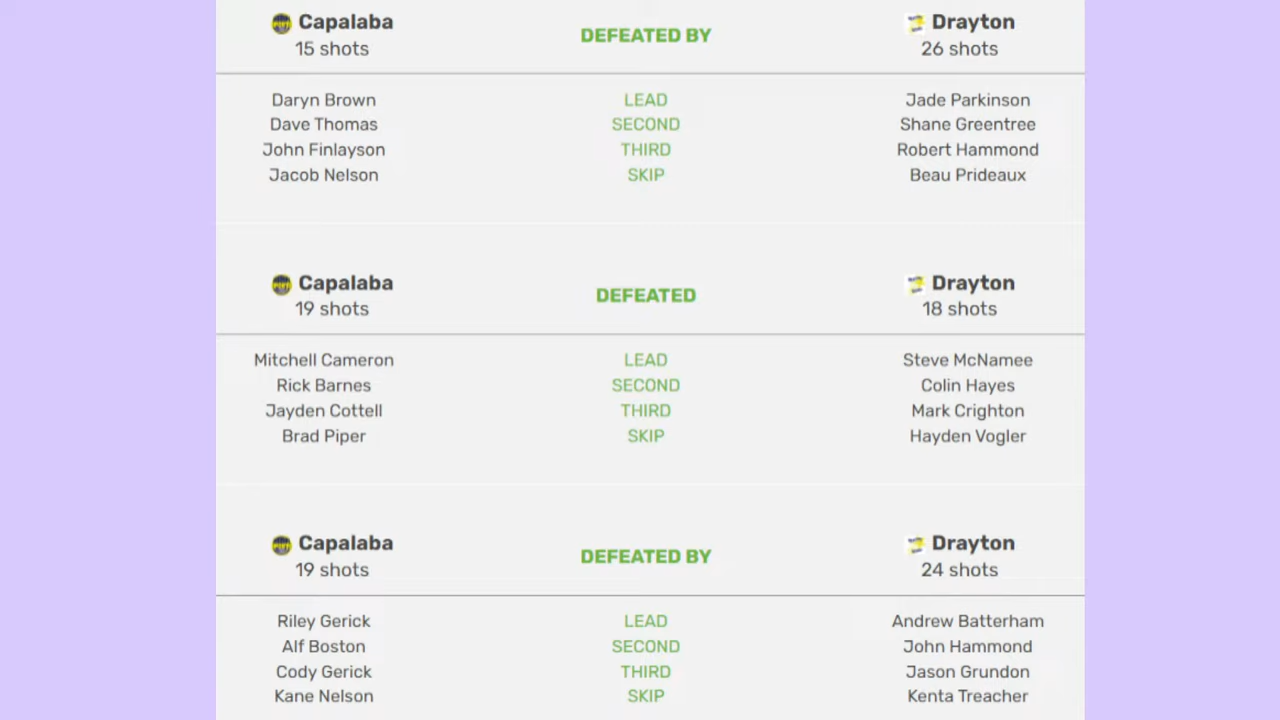 Capalaba DEFEATED BY Drayton
15 shots 26 shots
Daryn Brown LEAD Jade Parkinson
Dave Thomas SECOND Shane Greentree
John Finlayson THIRD Robert Hammond
Jacob Nelson SKIP Beau Prideaux
Capalaba DEFEATED Drayton
19 shots 18 shots
Mitchell Cameron LEAD Steve McNamee
Rick Barnes SECOND Colin Hayes
Jayden Cottell THIRD Mark Crighton
Brad Piper SKIP Hayden Vogler
Capalaba DEFEATED BY Drayton
19 shots 24 shots
Riley Gerick LEAD Andrew Batterham
Alf Boston SECOND John Hammond
Cody Gerick THIRD Jason Grundon
Kane Nelson SKIP Kenta Treacher